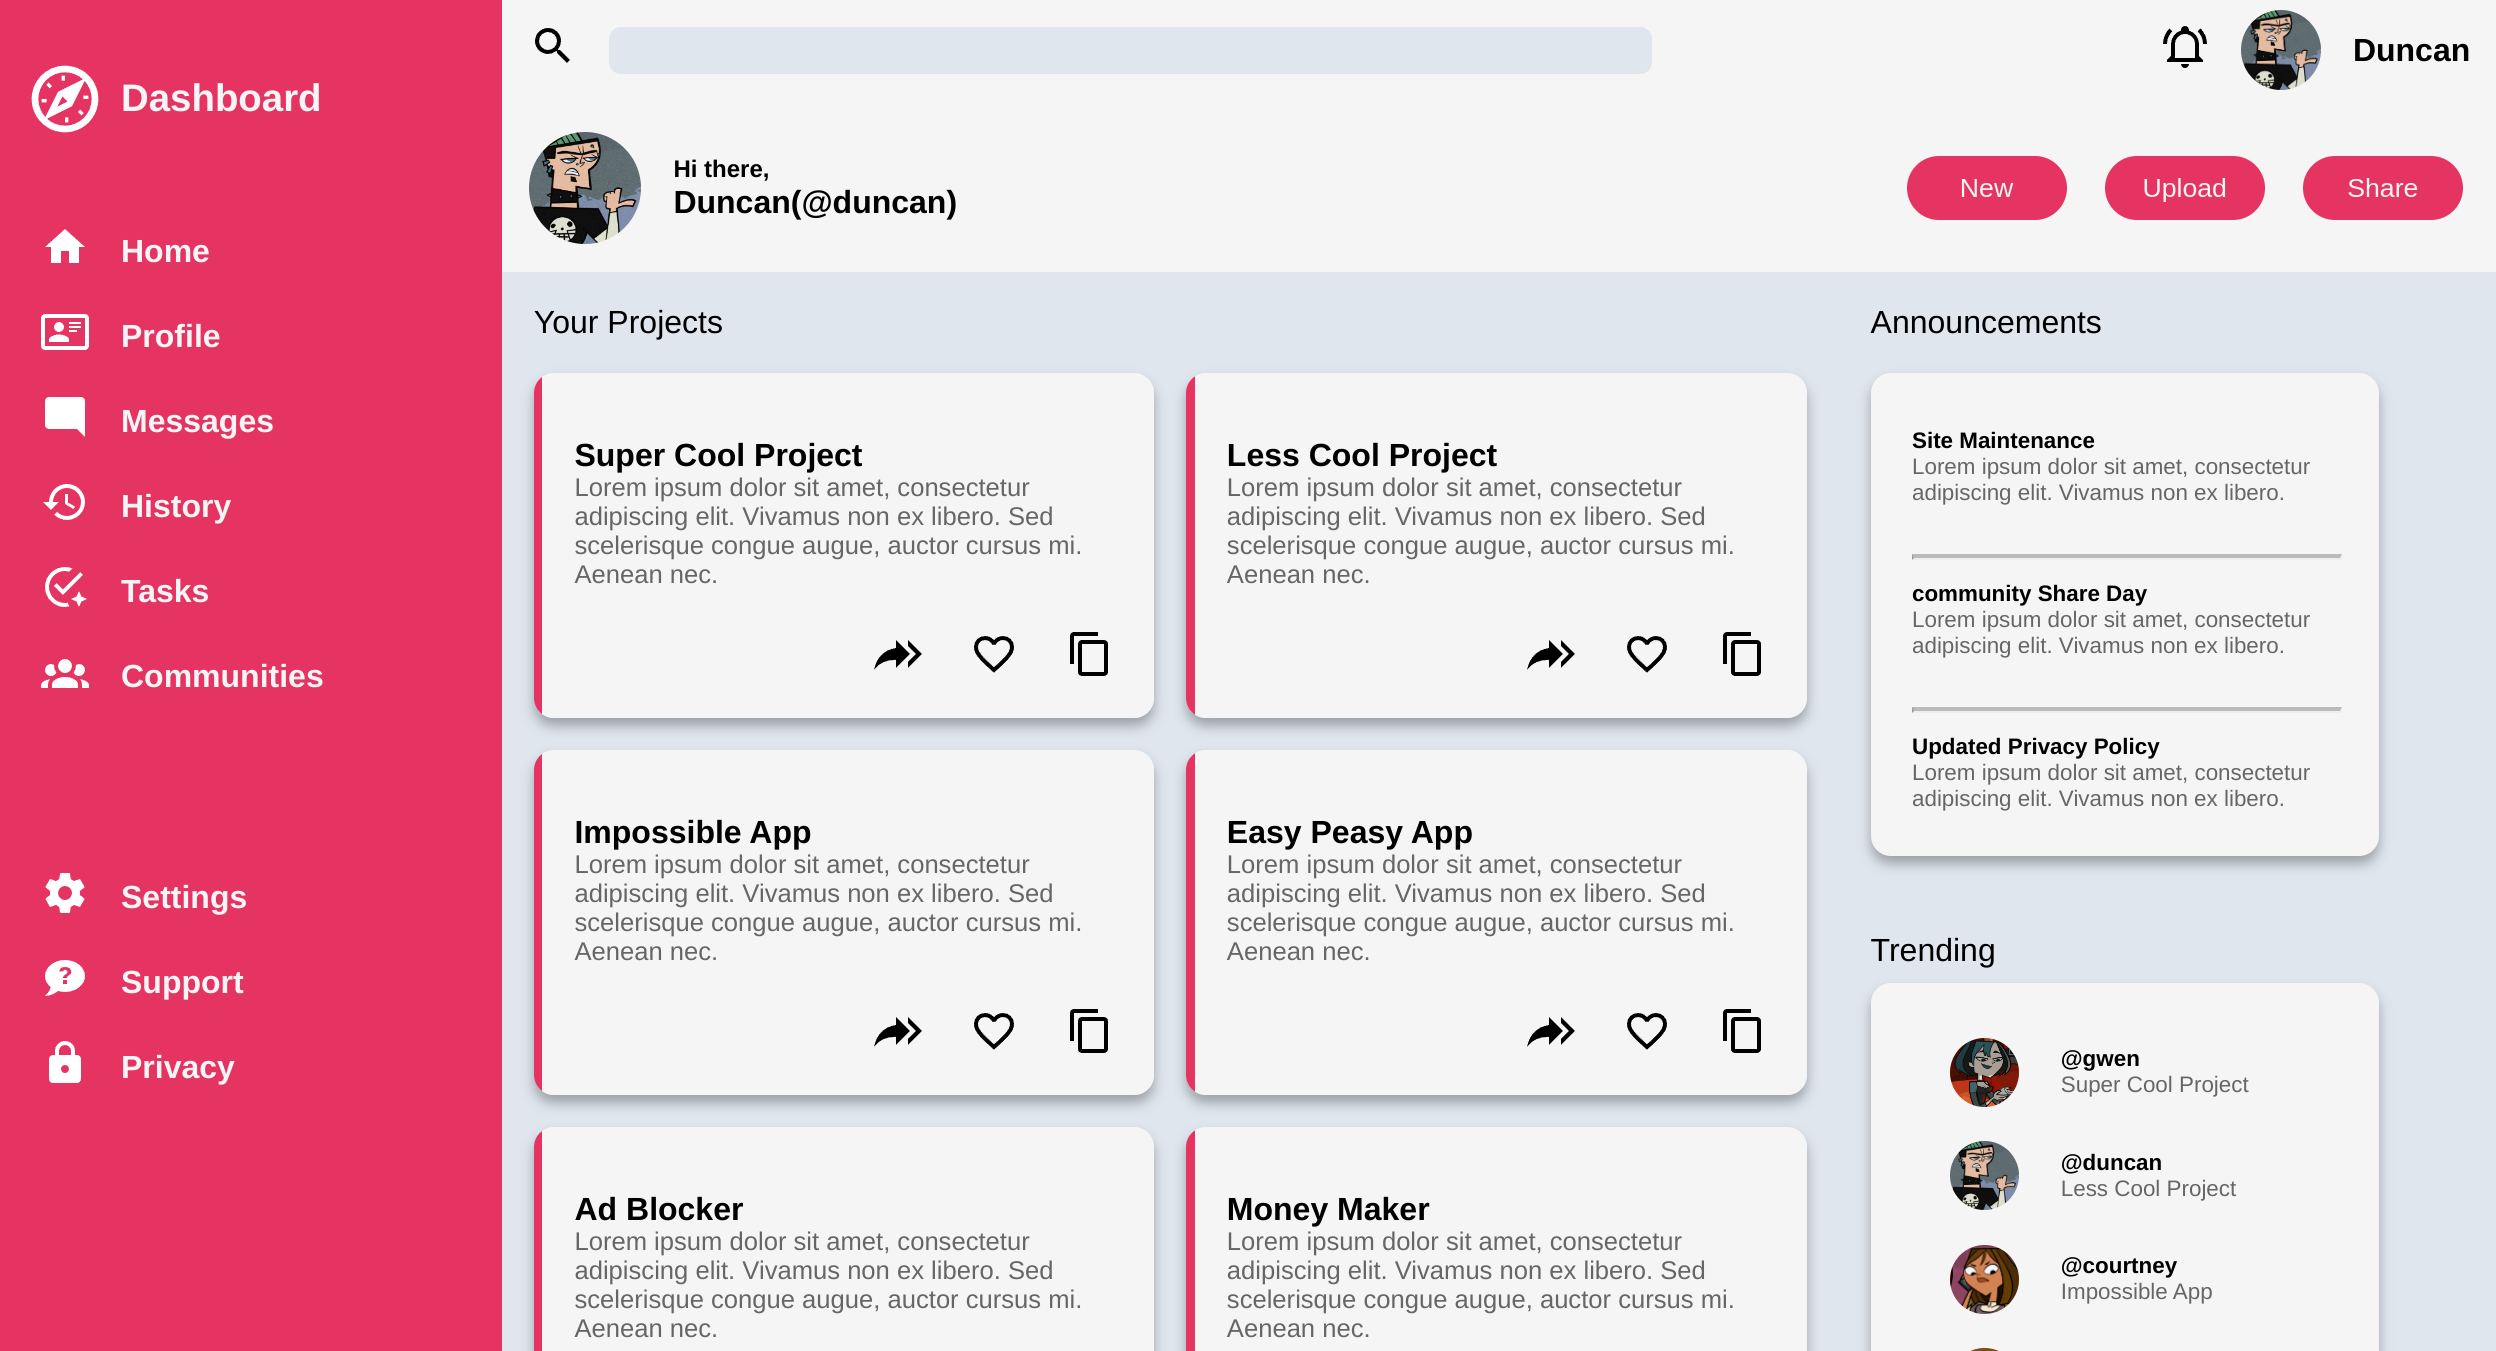 Dashboard
Home
Profile
Messages
History
Tasks
Communities
Settings
Support
Privacy
Duncan
Hi there,
Duncan(@duncan)
New
Upload
Share
Your Projects
Super Cool Project
Lorem ipsum dolor sit amet, consectetur
adipiscing elit. Vivamus non ex libero. Sed
scelerisque congue augue, auctor cursus mi.
Aenean nec.
Less Cool Project
Lorem ipsum dolor sit amet, consectetur
adipiscing elit. Vivamus non ex libero. Sed
scelerisque congue augue, auctor cursus mi.
Aenean nec.
Impossible App
Lorem ipsum dolor sit amet, consectetur
adipiscing elit. Vivamus non ex libero. Sed
scelerisque congue augue, auctor cursus mi.
Aenean nec.
Easy Peasy App
Lorem ipsum dolor sit amet, consectetur
adipiscing elit. Vivamus non ex libero. Sed
scelerisque congue augue, auctor cursus mi.
Aenean nec.
Ad Blocker
Lorem ipsum dolor sit amet, consectetur
adipiscing elit. Vivamus non ex libero. Sed
scelerisque congue augue, auctor cursus mi.
Aenean nec.
Money Maker
Lorem ipsum dolor sit amet, consectetur
adipiscing elit. Vivamus non ex libero. Sed
scelerisque congue augue, auctor cursus mi.
Aenean nec.
Announcements
Site Maintenance
Lorem ipsum dolor sit amet, consectetur
adipiscing elit. Vivamus non ex libero.
community Share Day
Lorem ipsum dolor sit amet, consectetur
adipiscing elit. Vivamus non ex libero.
Updated Privacy Policy
Lorem ipsum dolor sit amet, consectetur
adipiscing elit. Vivamus non ex libero.
Trending
@gwen
Super Cool Project
@duncan
Less Cool Project
@courtney
Impossible App